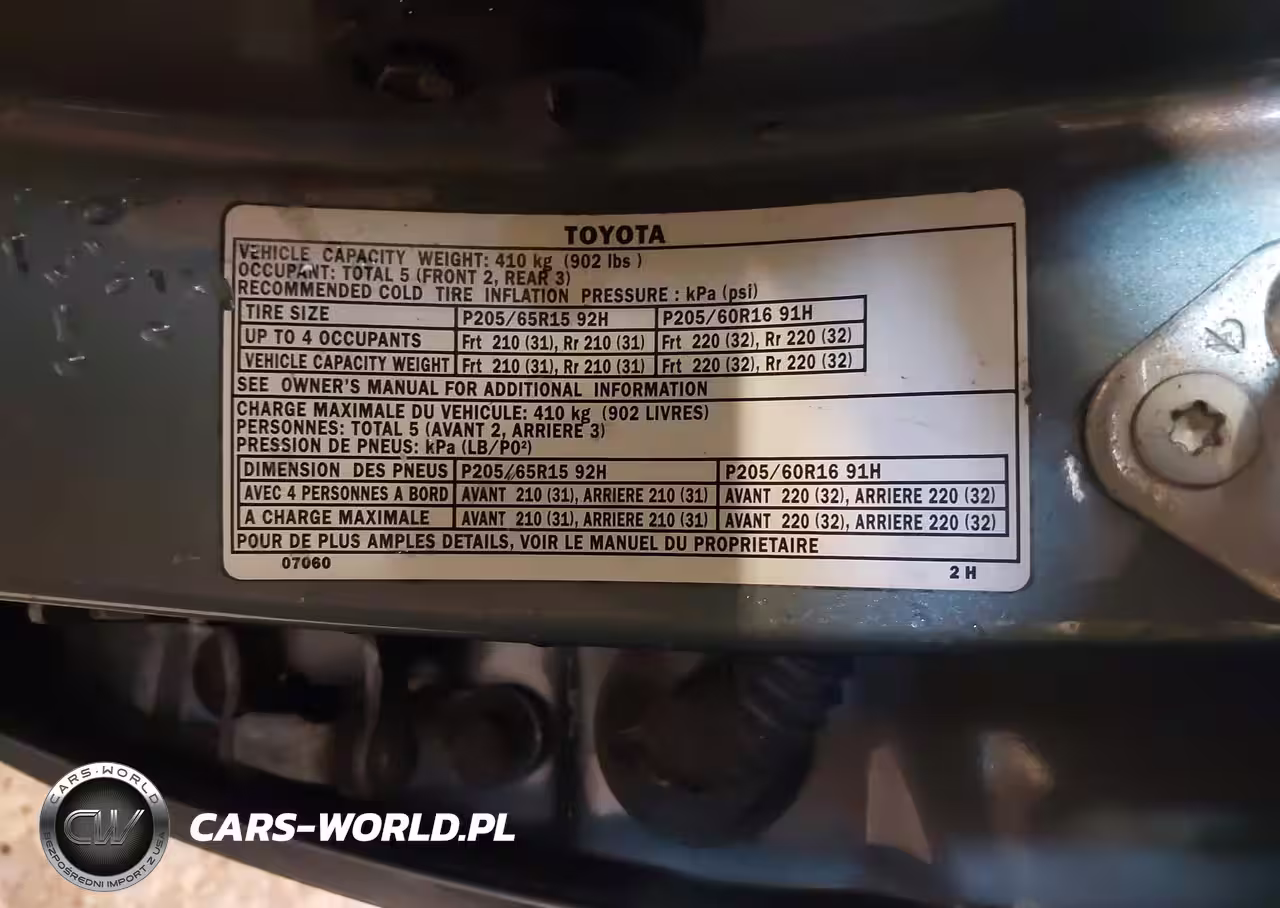 TOYOTA
VEHICLE CAPACITY WEIGHT: 410 kg (902 lbs )
OCCUPANT: TOTAL 5 (FRONT 2, REAR 3)
RECOMMENDED COLD TIRE INFLATION PRESSURE : kPa (psi)
TIRE SIZE P205/65R15 92H P205/60R16 91H
UP TO 4 OCCUPANTS Frt 210 (31), Rr 210 (31) Frt 220 (32), Rr 220 (32)
VEHICLE CAPACITY WEIGHT Frt 210 (31), Rr 210 (31) Frt 220 (32), Rr 220 (32)
SEE OWNER'S MANUAL FOR ADDITIONAL INFORMATION
CHARGE MAXIMALE DU VEHICULE: 410 kg (902 LIVRES)
PERSONNES: TOTAL 5 (AVANT 2, ARRIERE 3)
PRESSION DE PNEUS: kPa (LB/PO²)
DIMENSION DES PNEUS P205/65R15 92H P205/60R16 91H
AVEC 4 PERSONNES A BORD AVANT 210 (31), ARRIERE 210 (31) AVANT 220 (32), ARRIERE 220 (32)
A CHARGE MAXIMALE AVANT 210 (31), ARRIERE 210 (31) AVANT 220 (32), ARRIERE 220 (32)
POUR DE PLUS AMPLES DETAILS, VOIR LE MANUEL DU PROPRIETAIRE
07060 2 H
CARS-WORLD
CW
BEZPOŚREDNI IMPORT Z USA
CARS-WORLD.PL